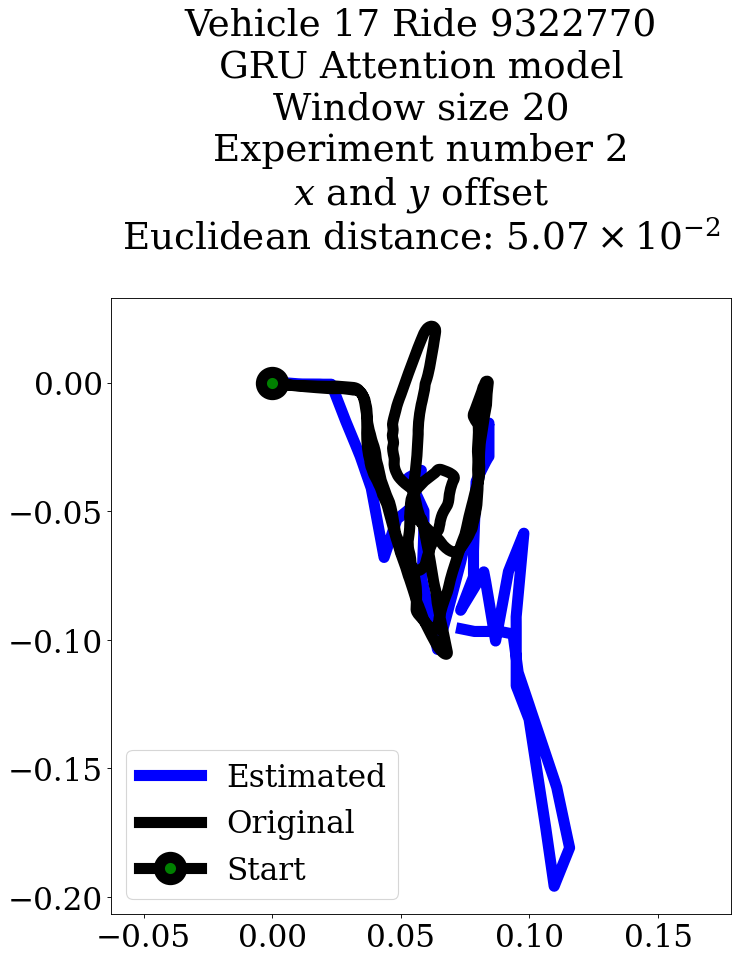 Vehicle 17 Ride 9322770
GRU Attention model
Window size 20
Experiment number 2
x and y offset
Euclidean distance: 5.07 × 10⁻²
0.00
−0.05
−0.10
−0.15
−0.20
Estimated
Original
Start
−0.05 0.00 0.05 0.10 0.15